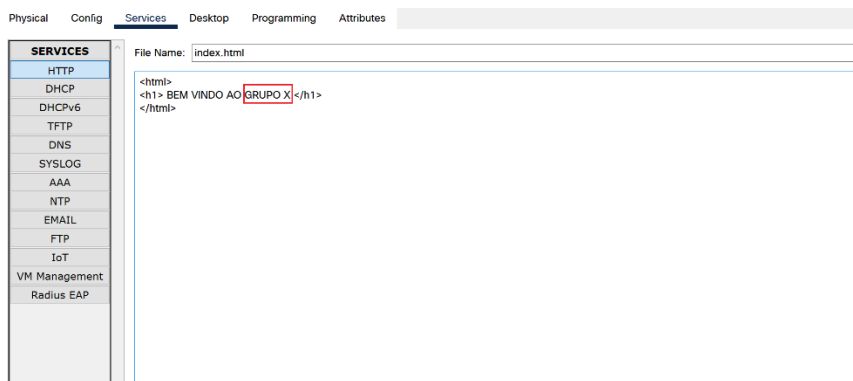 Physical Config Services Desktop Programming Attributes
SERVICES
HTTP
DHCP
DHCPv6
TFTP
DNS
SYSLOG
AAA
NTP
EMAIL
FTP
IoT
VM Management
Radius EAP
File Name: index.html
<html>
<h1> BEM VINDO AO GRUPO X </h1>
</html>